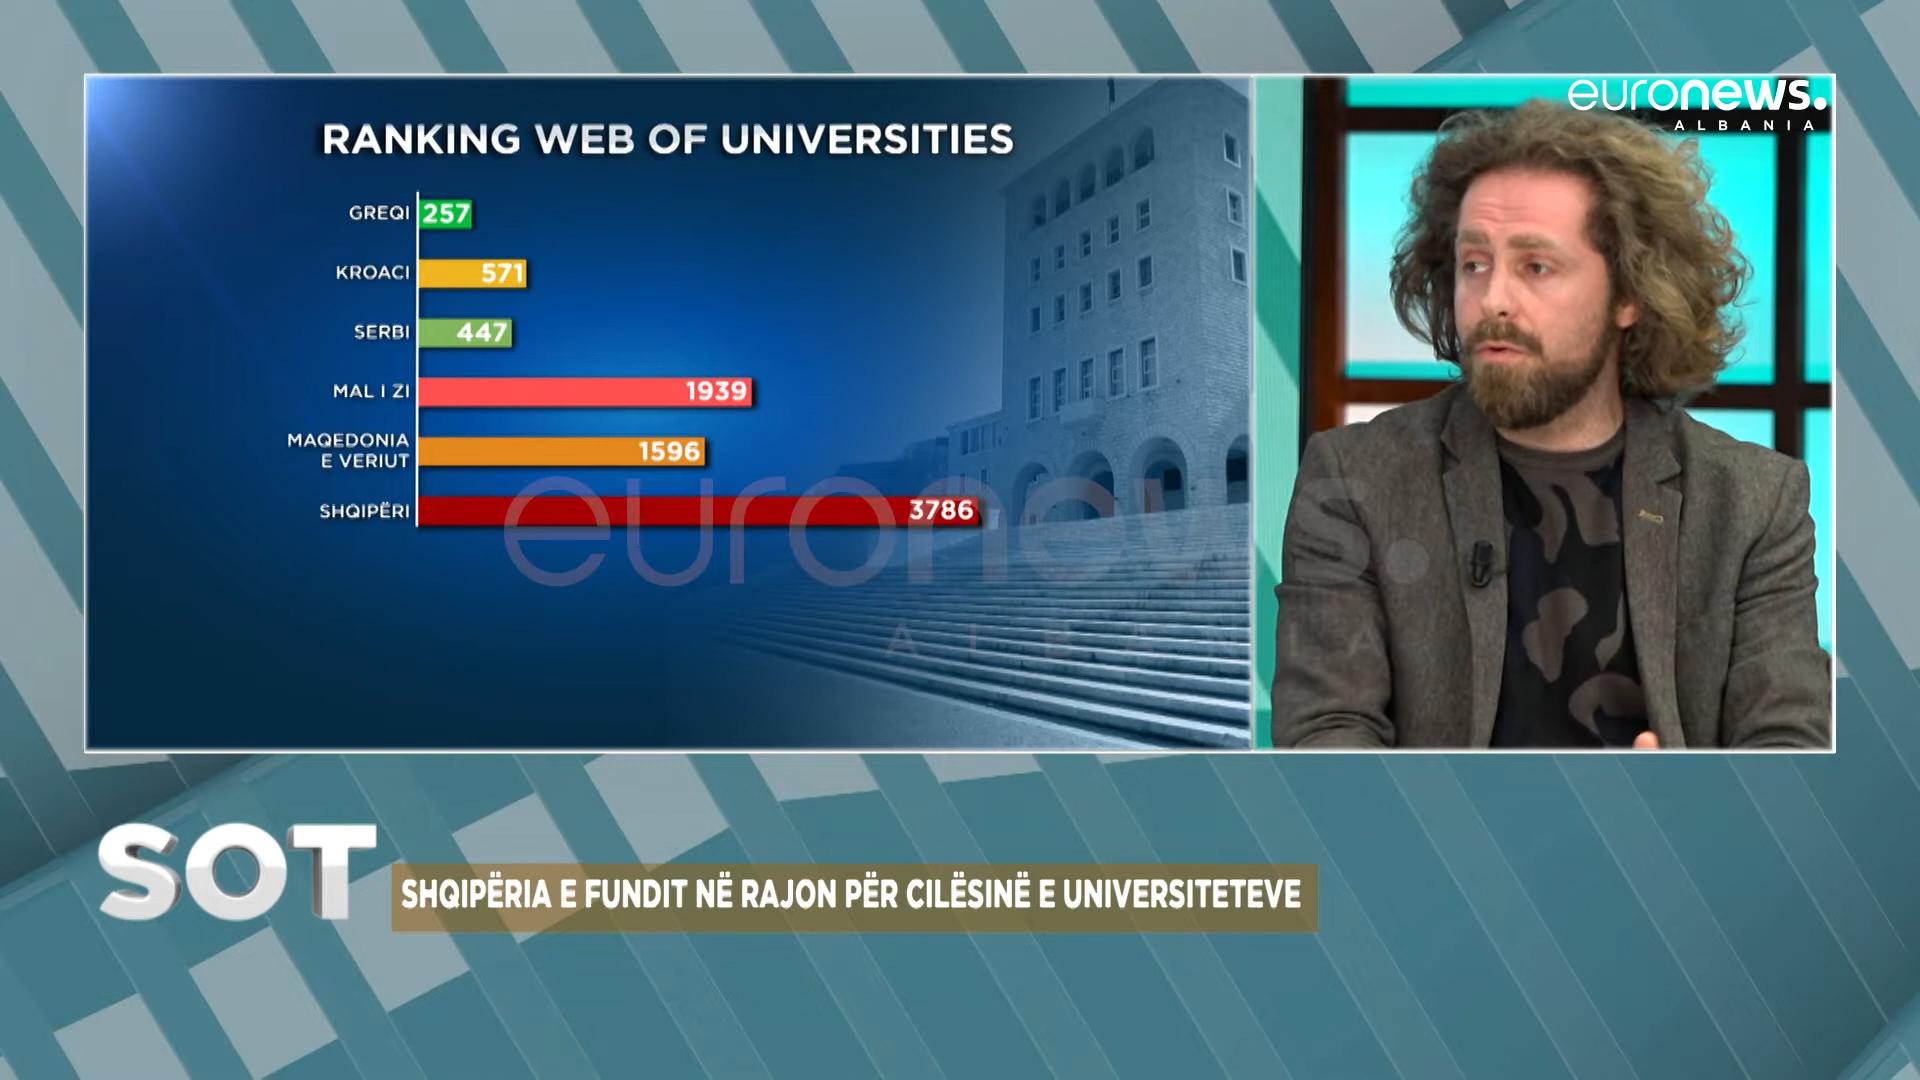 euronews.
ALBANIA
RANKING WEB OF UNIVERSITIES
GREQI 257
KROACI 571
SERBI 447
MAL I ZI 1939
MAQEDONIA
E VERIUT 1596
SHQIPËRI 3786
euronews.
ALBANIA
SOT
SHQIPËRIA E FUNDIT NË RAJON PËR CILËSINË E UNIVERSITETEVE